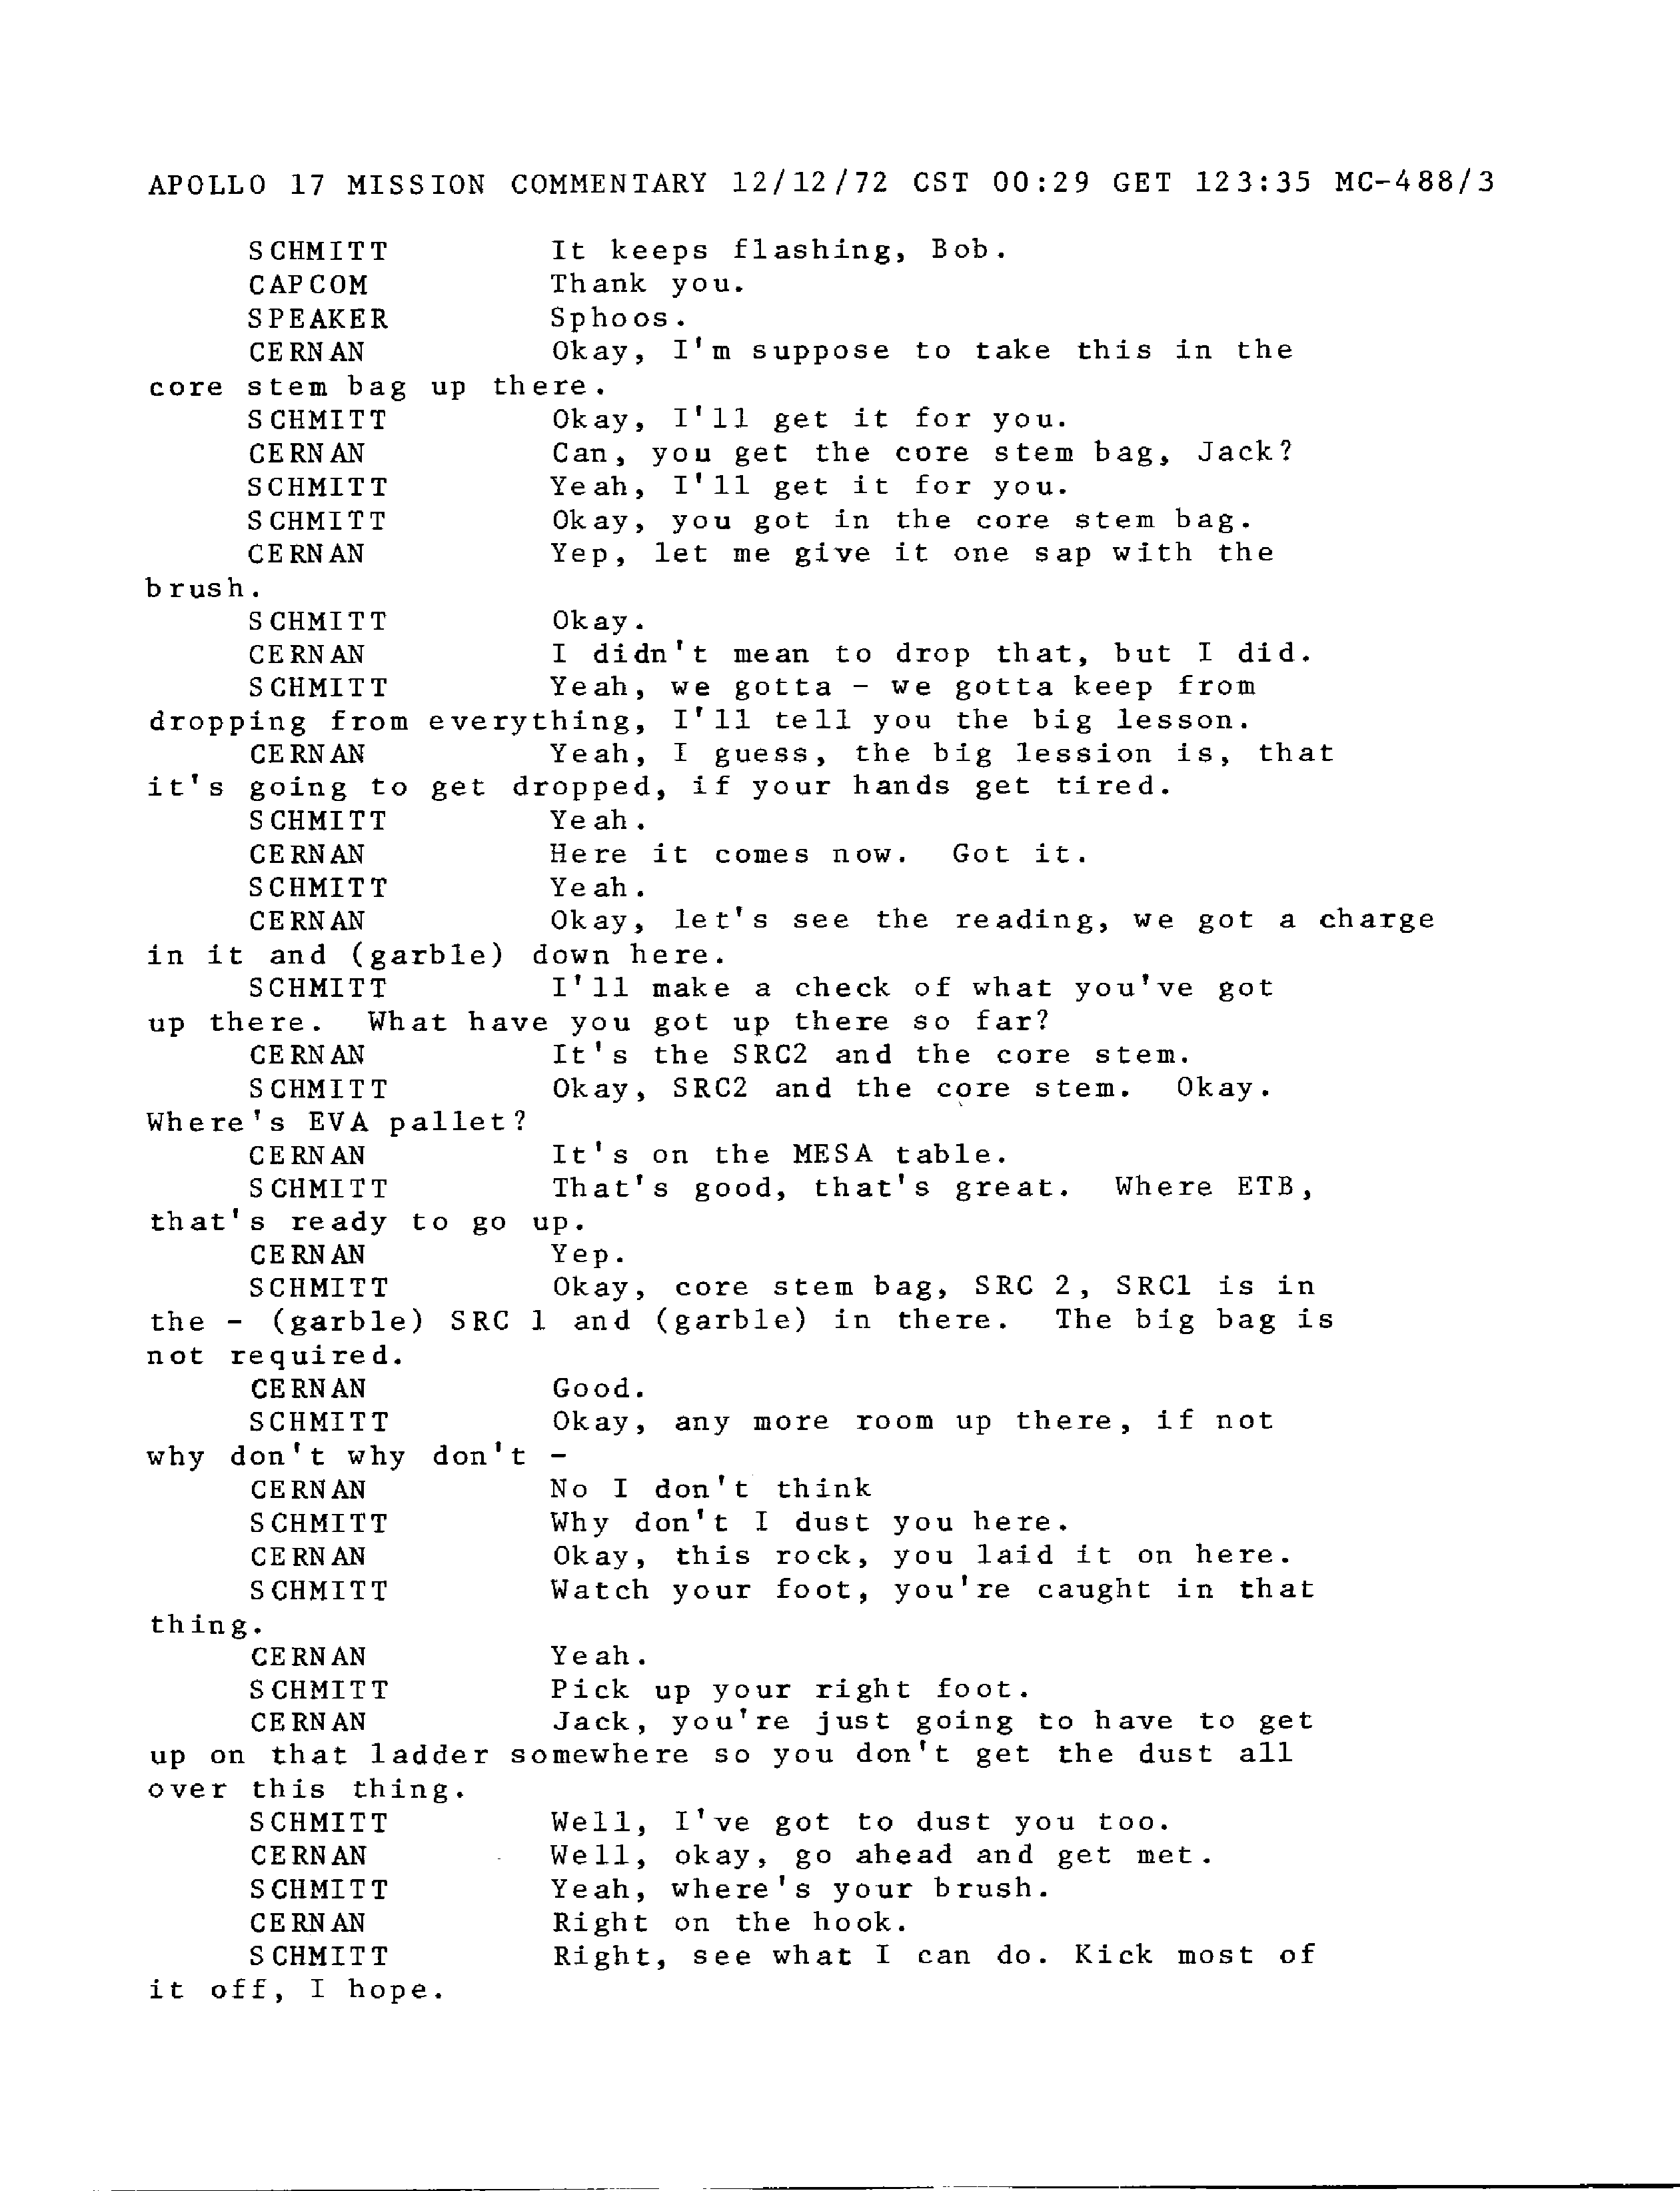 APOLLO 17 MISSION COMMENTARY 12/12/72 CST 00:29 GET 123:35 MC-488/3
SCHMITT It keeps flashing, Bob.
CAPCOM Thank you.
SPEAKER Sphoos.
CERNAN Okay, I'm suppose to take this in the
core stem bag up there.
SCHMITT Okay, I'll get it for you.
CERNAN Can, you get the core stem bag, Jack?
SCHMITT Yeah, I'll get it for you.
SCHMITT Okay, you got in the core stem bag.
CERNAN Yep, let me give it one sap with the
brush.
SCHMITT Okay.
CERNAN I didn't mean to drop that, but I did.
SCHMITT Yeah, we gotta - we gotta keep from
dropping from everything, I'll tell you the big lesson.
CERNAN Yeah, I guess, the big lession is, that
it's going to get dropped, if your hands get tired.
SCHMITT Yeah.
CERNAN Here it comes now. Got it.
SCHMITT Yeah.
CERNAN Okay, let's see the reading, we got a charge
in it and (garble) down here.
SCHMITT I'll make a check of what you've got
up there. What have you got up there so far?
CERNAN It's the SRC2 and the core stem.
SCHMITT Okay, SRC2 and the core stem. Okay.
Where's EVA pallet?
CERNAN It's on the MESA table.
SCHMITT That's good, that's great. Where ETB,
that's ready to go up.
CERNAN Yep.
SCHMITT Okay, core stem bag, SRC 2, SRC1 is in
the - (garble) SRC 1 and (garble) in there. The big bag is
not required.
CERNAN Good.
SCHMITT Okay, any more room up there, if not
why don't why don't -
CERNAN No I don't think
SCHMITT Why don't I dust you here.
CERNAN Okay, this rock, you laid it on here.
SCHMITT Watch your foot, you're caught in that
thing.
CERNAN Yeah.
SCHMITT Pick up your right foot.
CERNAN Jack, you're just going to have to get
up on that ladder somewhere so you don't get the dust all
over this thing.
SCHMITT Well, I've got to dust you too.
CERNAN Well, okay, go ahead and get met.
SCHMITT Yeah, where's your brush.
CERNAN Right on the hook.
SCHMITT Right, see what I can do. Kick most of
it off, I hope.